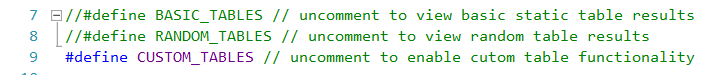 7 //#define BASIC_TABLES // uncomment to view basic static table results
8 //#define RANDOM_TABLES // uncomment to view random table results
9 #define CUSTOM_TABLES // uncomment to enable cutom table functionality